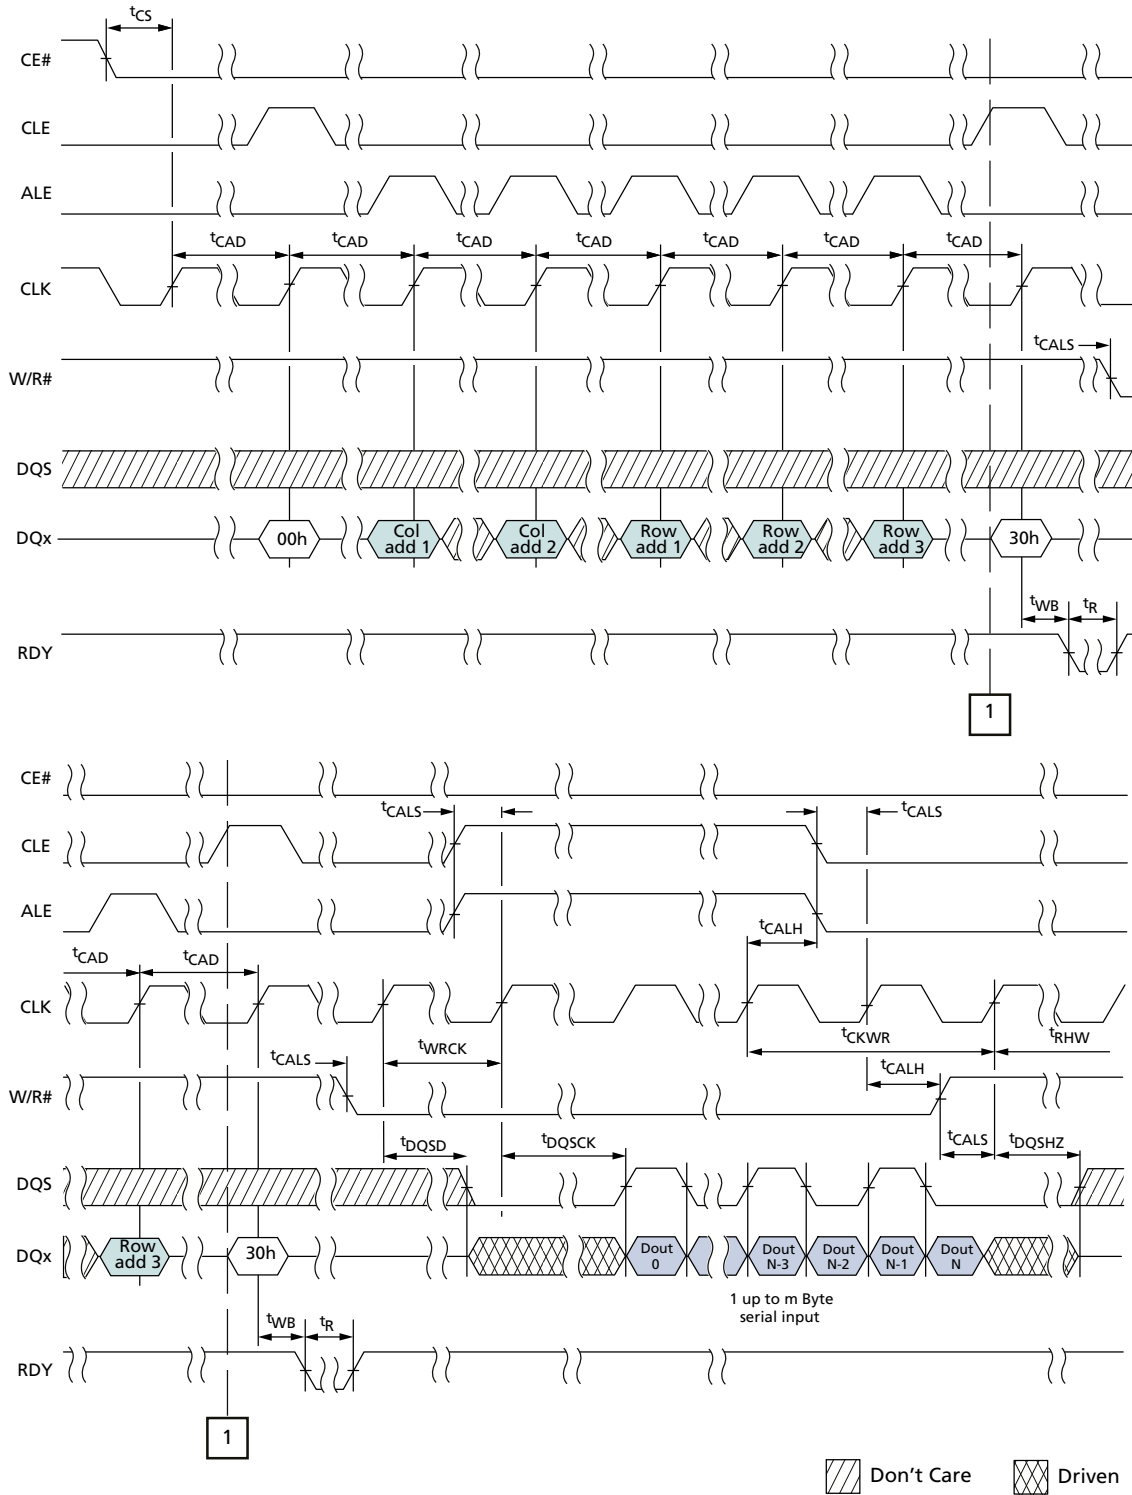 tCS
CE#
CLE
ALE
tCAD tCAD tCAD tCAD tCAD tCAD tCAD
CLK
tCALS
W/R#
DQS
DQx
00h
Col add 1
Col add 2
Row add 1
Row add 2
Row add 3
30h
tWB tR
RDY
1
CE#
tCALS tCALS
CLE
ALE
tCALH
tCAD tCAD
CLK
tWRCK tCKWR tRHW
tCALS tCALH
W/R#
tDQSD tDQSCK tCALS tDQSHZ
DQS
DQx
Row add 3
30h
Dout 0
Dout N-3
Dout N-2
Dout N-1
Dout N
1 up to m Byte
serial input
tWB tR
RDY
1
Don't Care Driven